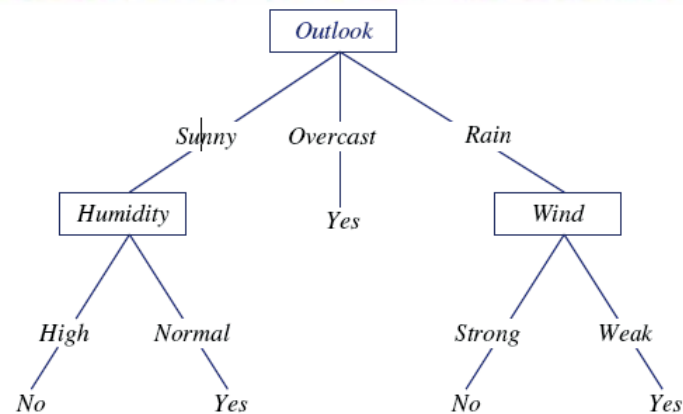 Outlook
Sunny Overcast Rain
Humidity Yes Wind
High Normal Strong Weak
No Yes No Yes